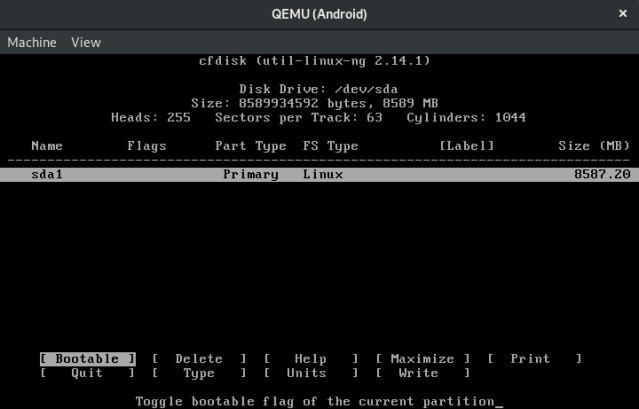 QEMU (Android)
×
Machine View
cfdisk (util-linux-ng 2.14.1)
Disk Drive: /dev/sda
Size: 8589934592 bytes, 8589 MB
Heads: 255 Sectors per Track: 63 Cylinders: 1044
Name Flags Part Type FS Type [Label] Size (MB)
------------------------------------------------------------------------------
sda1 Primary Linux 8587.20
[ Bootable ] [ Delete ] [ Help ] [ Maximize ] [ Print ]
[ Quit ] [ Type ] [ Units ] [ Write ]
Toggle bootable flag of the current partition_